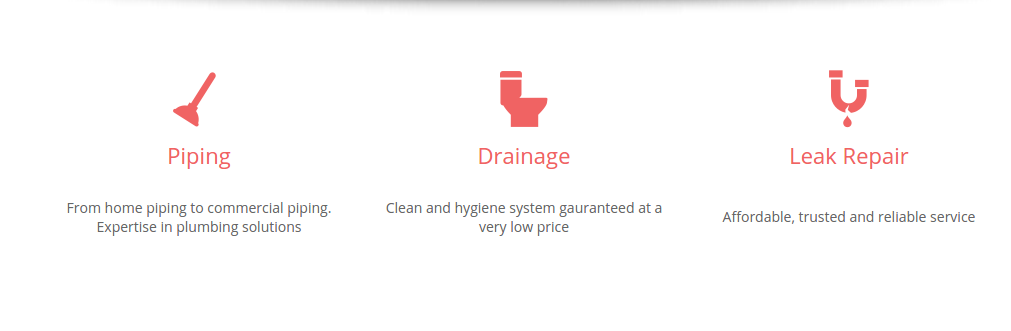 Piping
From home piping to commercial piping.
Expertise in plumbing solutions
Drainage
Clean and hygiene system gauranteed at a
very low price
Leak Repair
Affordable, trusted and reliable service